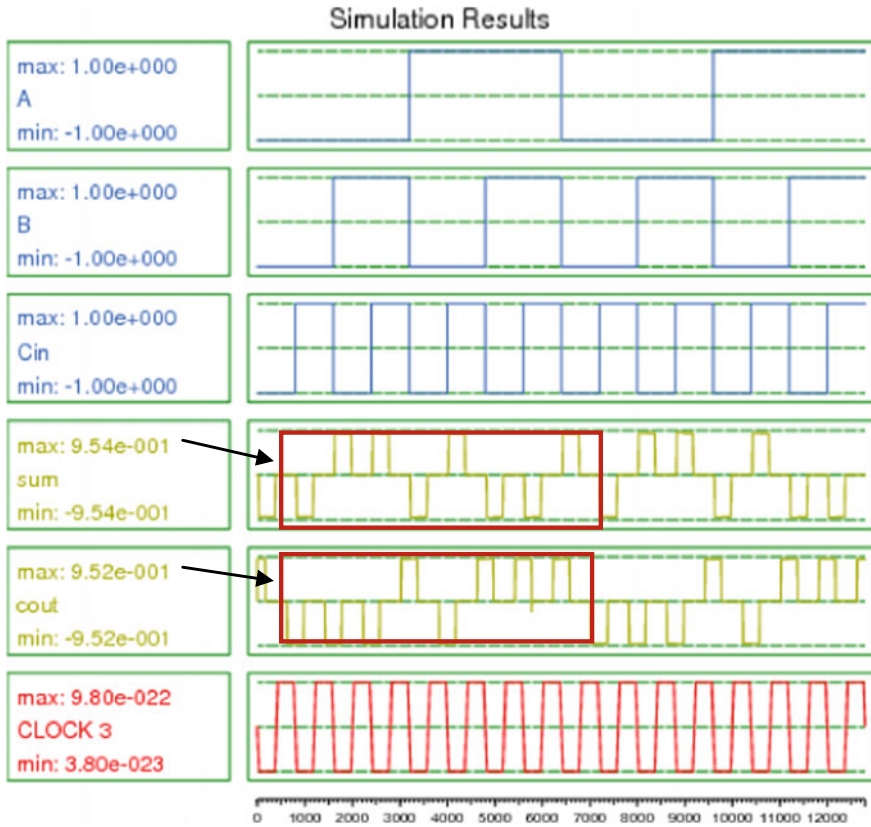 Simulation Results
max: 1.00e+000
A
min: -1.00e+000
max: 1.00e+000
B
min: -1.00e+000
max: 1.00e+000
Cin
min: -1.00e+000
max: 9.54e-001
sum
min: -9.54e-001
max: 9.52e-001
cout
min: -9.52e-001
max: 9.80e-022
CLOCK 3
min: 3.80e-023
0 1000 2000 3000 4000 5000 6000 7000 8000 9000 10000 11000 12000